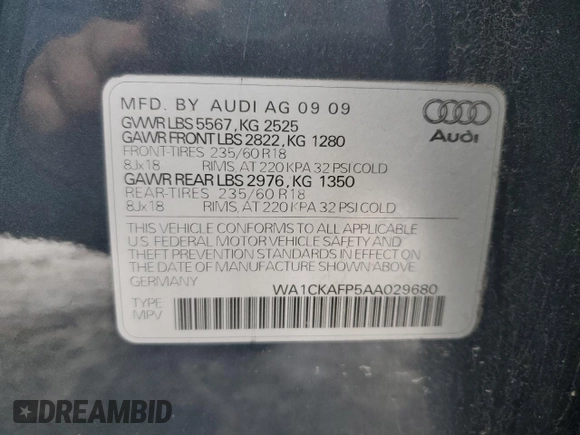 MFD. BY AUDI AG 09 09
GVWR LBS 5567, KG 2525
GAWR FRONT LBS 2822, KG 1280
FRONT-TIRES 235/60 R18
8Jx18 RIMS, AT 220 KPA 32 PSI COLD
GAWR REAR LBS 2976, KG 1350
REAR-TIRES 235/60 R18
8Jx18 RIMS, AT 220 KPA 32 PSI COLD
Audi
THIS VEHICLE CONFORMS TO ALL APPLICABLE
U.S. FEDERAL MOTOR VEHICLE SAFETY AND
THEFT PREVENTION STANDARDS IN EFFECT ON
THE DATE OF MANUFACTURE SHOWN ABOVE.
GERMANY WA1CKAFP5AA029680
TYPE
MPV
DREAMBID